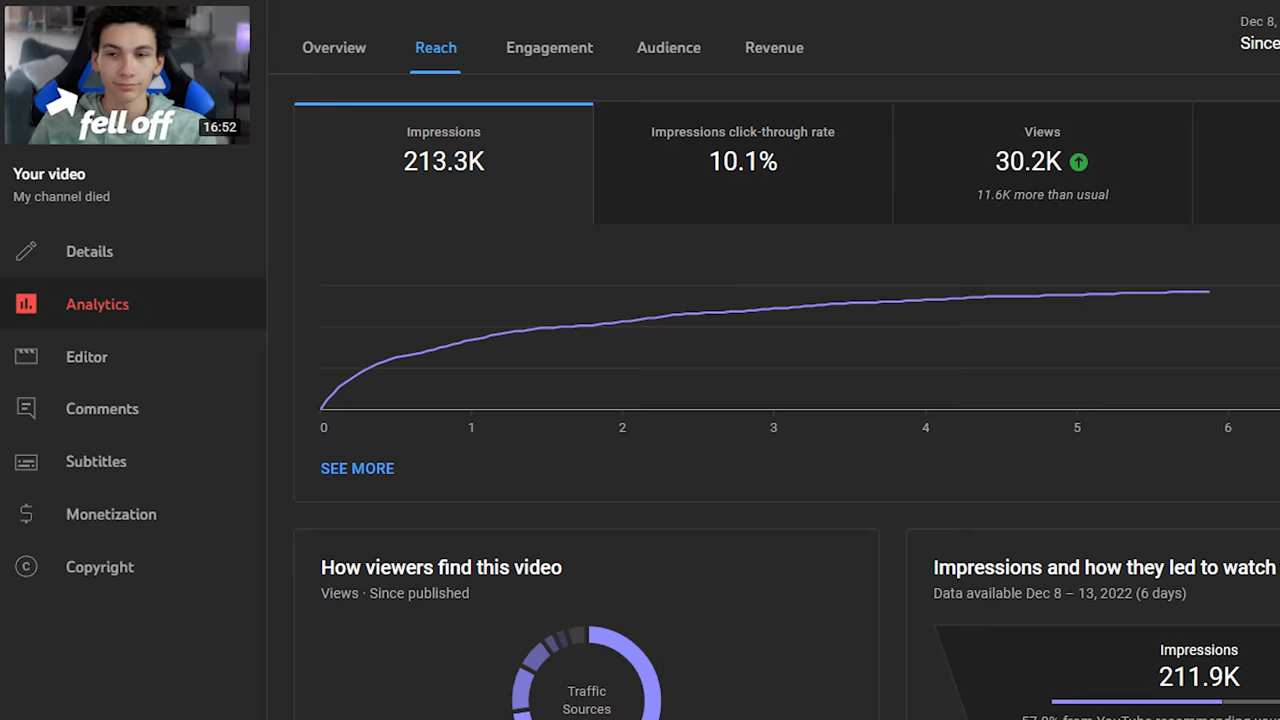 fell off
16:52
Your video
My channel died
Details
Analytics
Editor
Comments
Subtitles
Monetization
Copyright
Overview
Reach
Engagement
Audience
Revenue
Dec 8,
Since
Impressions
213.3K
Impressions click-through rate
10.1%
Views
30.2K
11.6K more than usual
0 1 2 3 4 5 6
SEE MORE
How viewers find this video
Views · Since published
Traffic
Sources
Impressions and how they led to watch
Data available Dec 8 – 13, 2022 (6 days)
Impressions
211.9K